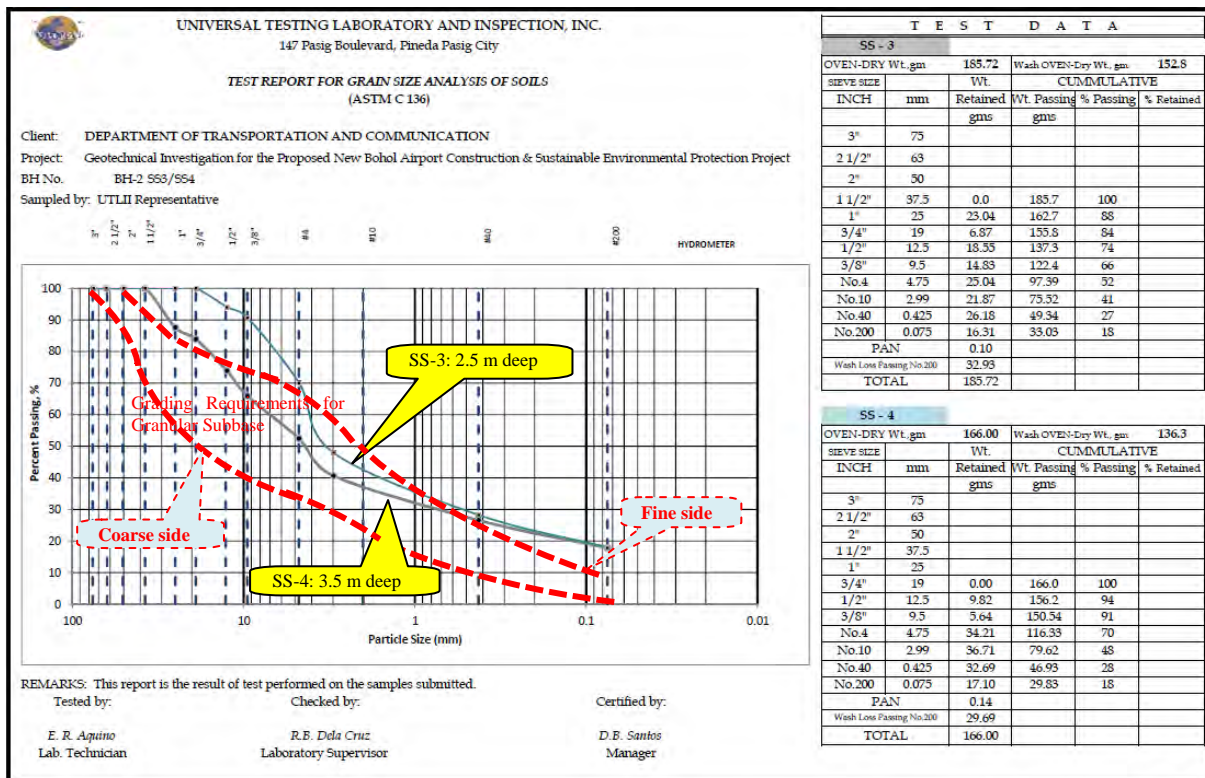 UNIVERSAL TESTING LABORATORY AND INSPECTION, INC.
147 Pasig Boulevard, Pineda Pasig City
TEST REPORT FOR GRAIN SIZE ANALYSIS OF SOILS
(ASTM C 136)
Client: DEPARTMENT OF TRANSPORTATION AND COMMUNICATION
Project: Geotechnical Investigation for the Proposed New Bohol Airport Construction & Sustainable Environmental Protection Project
BH No. BH-2 SS3/SS4
Sampled by: UTLII Representative
3" 2 1/2" 2" 1 1/2" 1" 3/4" 1/2" 3/8" #4 #10 #40 #200 HYDROMETER
Percent Passing, %
100
90
80
70
60
50
40
30
20
10
0
SS-3: 2.5 m deep
Grading Requirements for
Granular Subbase
Coarse side
Fine side
SS-4: 3.5 m deep
100 10 1 0.1 0.01
Particle Size (mm)
REMARKS: This report is the result of test performed on the samples submitted.
Tested by: Checked by: Certified by:
E. R. Aquino R.B. Dela Cruz D.B. Santos
Lab. Technician Laboratory Supervisor Manager
T E S T D A T A
SS - 3
OVEN-DRY Wt.,gm 185.72 Wash OVEN-Dry Wt., gm 152.8
SIEVE SIZE Wt. CUMMULATIVE
INCH mm Retained Wt. Passing % Passing % Retained
gms gms
3" 75
2 1/2" 63
2" 50
1 1/2" 37.5 0.0 185.7 100
1" 25 23.04 162.7 88
3/4" 19 6.87 155.8 84
1/2" 12.5 18.55 137.3 74
3/8" 9.5 14.83 122.4 66
No.4 4.75 25.04 97.39 52
No.10 2.99 21.87 75.52 41
No.40 0.425 26.18 49.34 27
No.200 0.075 16.31 33.03 18
PAN 0.10
Wash Loss Passing No.200 32.93
TOTAL 185.72
SS - 4
OVEN-DRY Wt.,gm 166.00 Wash OVEN-Dry Wt., gm 136.3
SIEVE SIZE Wt. CUMMULATIVE
INCH mm Retained Wt. Passing % Passing % Retained
gms gms
3" 75
2 1/2" 63
2" 50
1 1/2" 37.5
1" 25
3/4" 19 0.00 166.0 100
1/2" 12.5 9.82 156.2 94
3/8" 9.5 5.64 150.54 91
No.4 4.75 34.21 116.33 70
No.10 2.99 36.71 79.62 48
No.40 0.425 32.69 46.93 28
No.200 0.075 17.10 29.83 18
PAN 0.14
Wash Loss Passing No.200 29.69
TOTAL 166.00